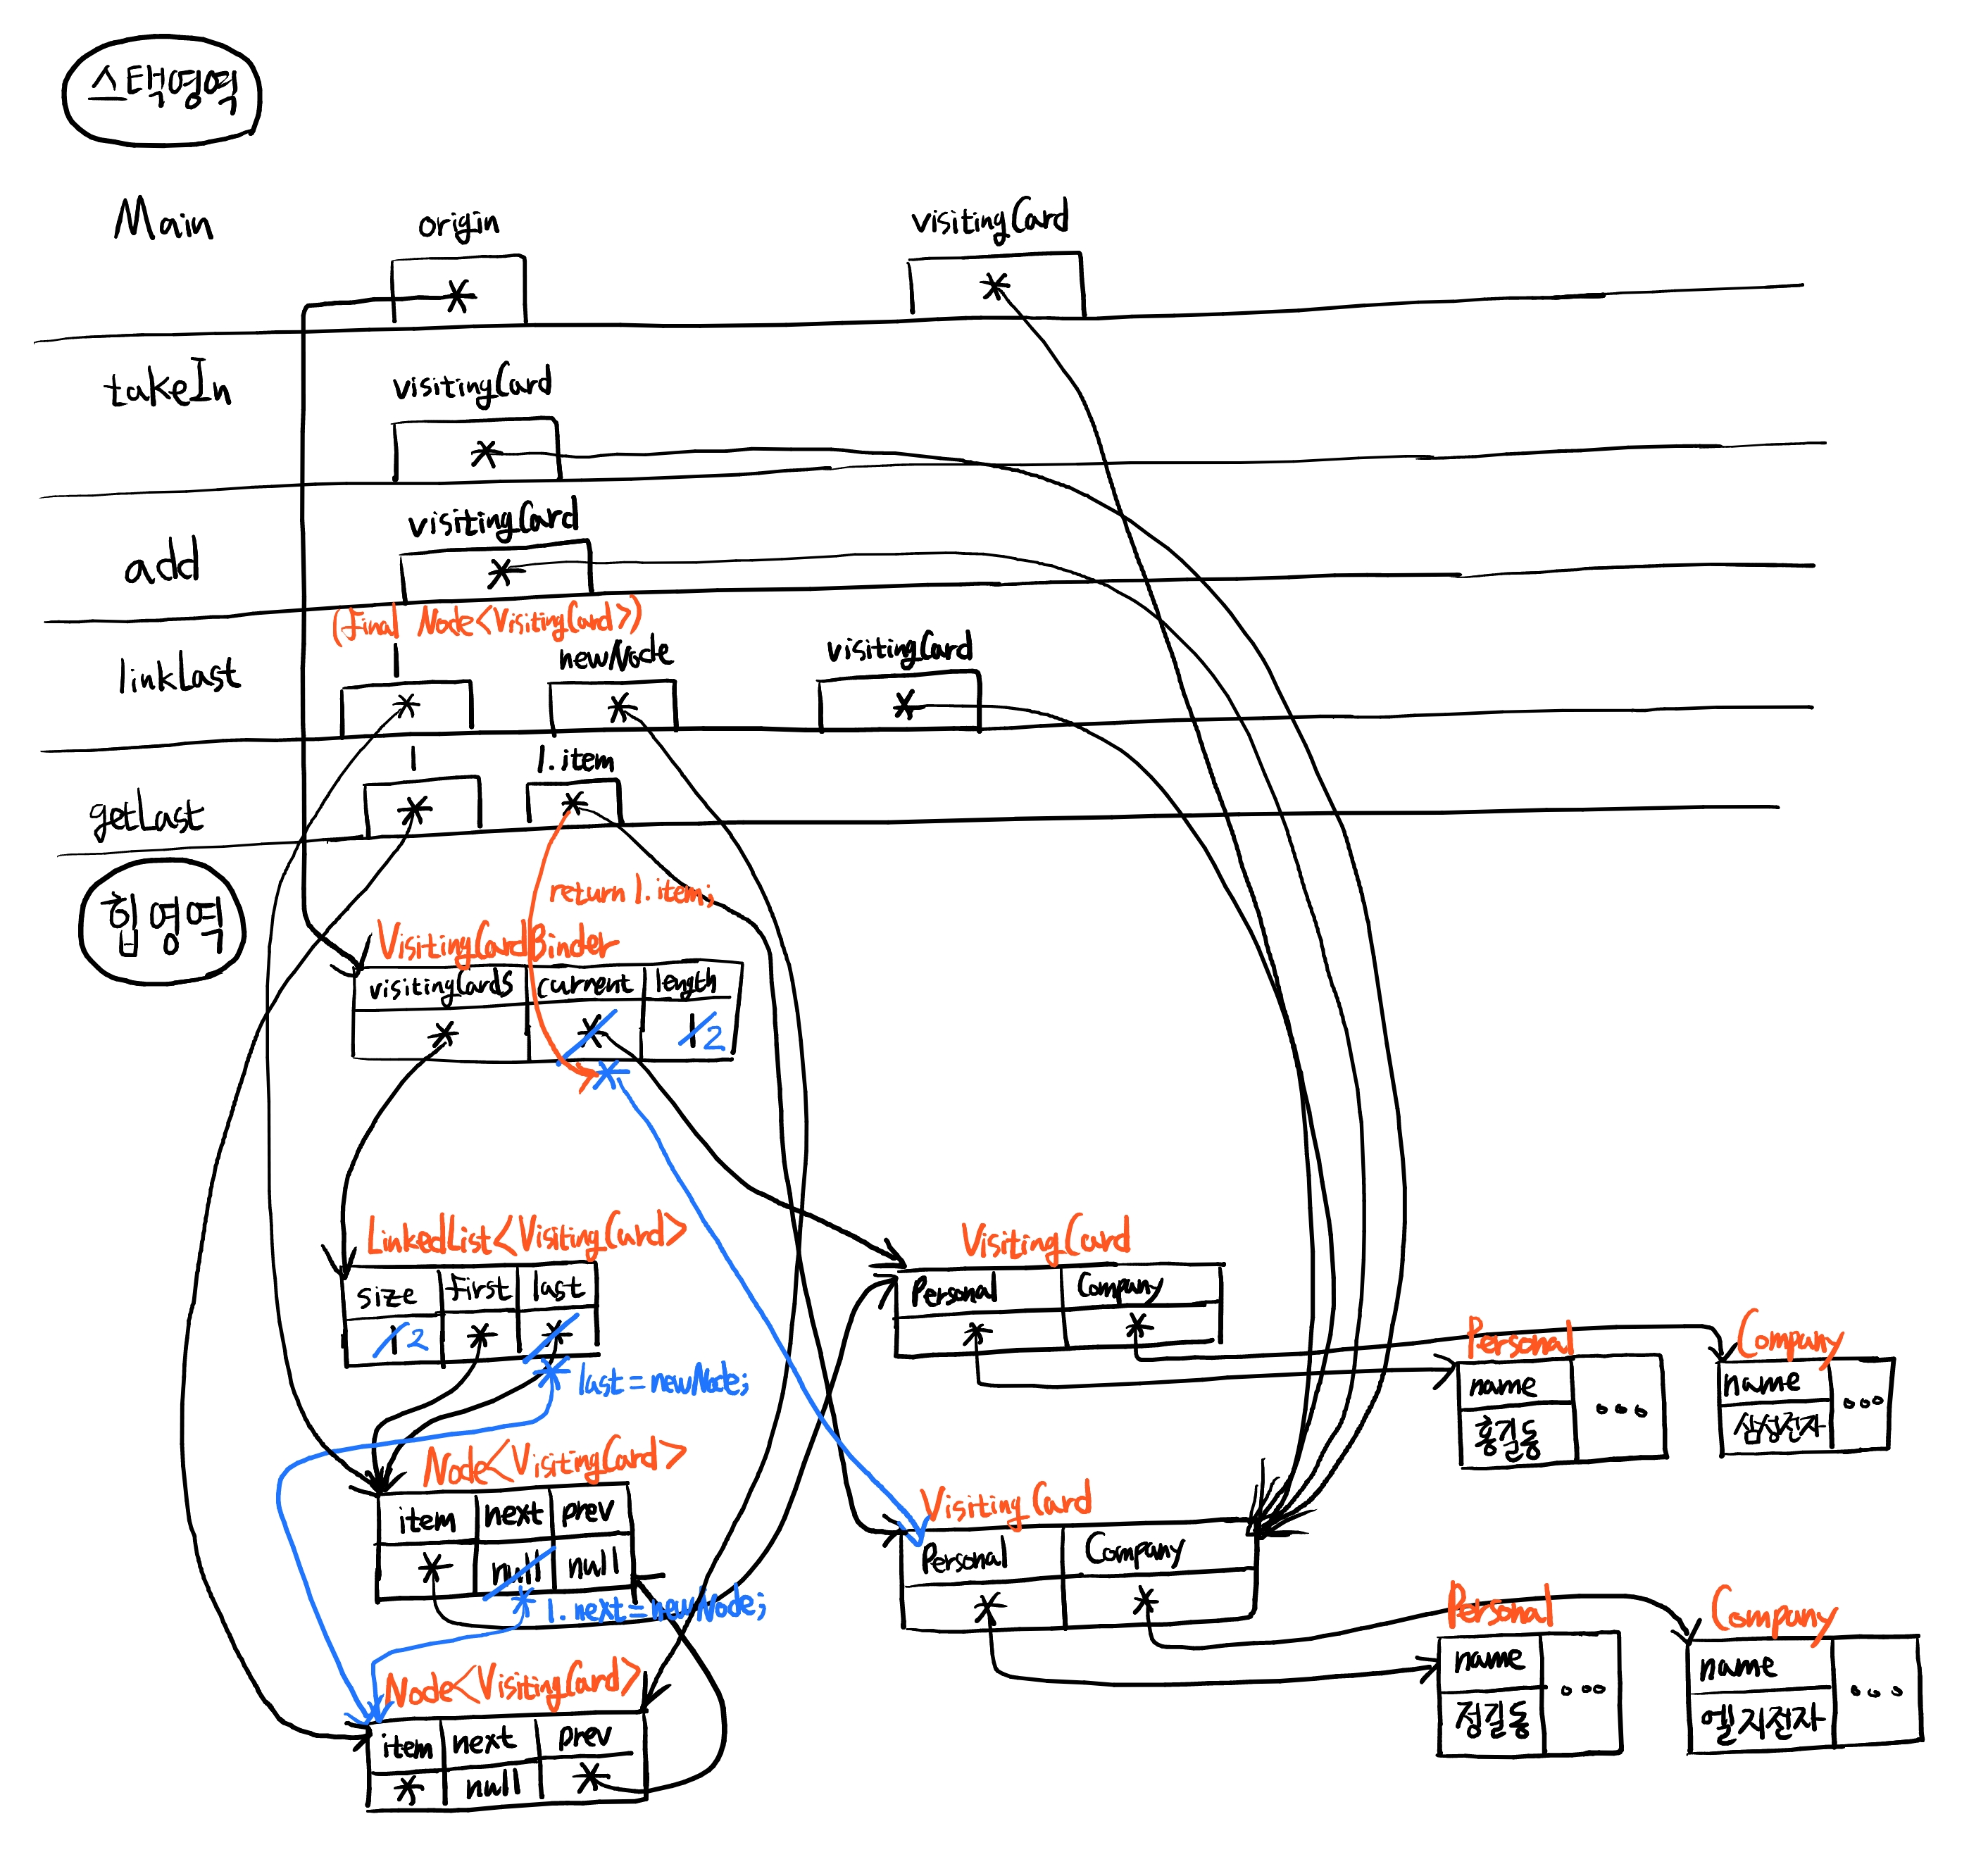 스택영역
Main
origin
visitingCard
*
*
takeIn
visitingCard
*
add
visitingCard
*
(final Node<VisitingCard>)
linkLast
l
newNode
visitingCard
*
*
*
getLast
l
l.item
*
*
힙영역
return l.item;
VisitingCardBinder
visitingCards current length
* * 1 2
*
LinkedList<VisitingCard>
size first last
1 2 * *
* last=newNode;
VisitingCard
Personal Company
* *
Personal
name ...
홍길동
Company
name ...
삼성전자
Node<VisitingCard>
item next prev
* null null
* l.next=newNode;
VisitingCard
Personal Company
* *
Personal
name ...
정길동
Company
name ...
엘지전자
Node<VisitingCard>
item next prev
* null *